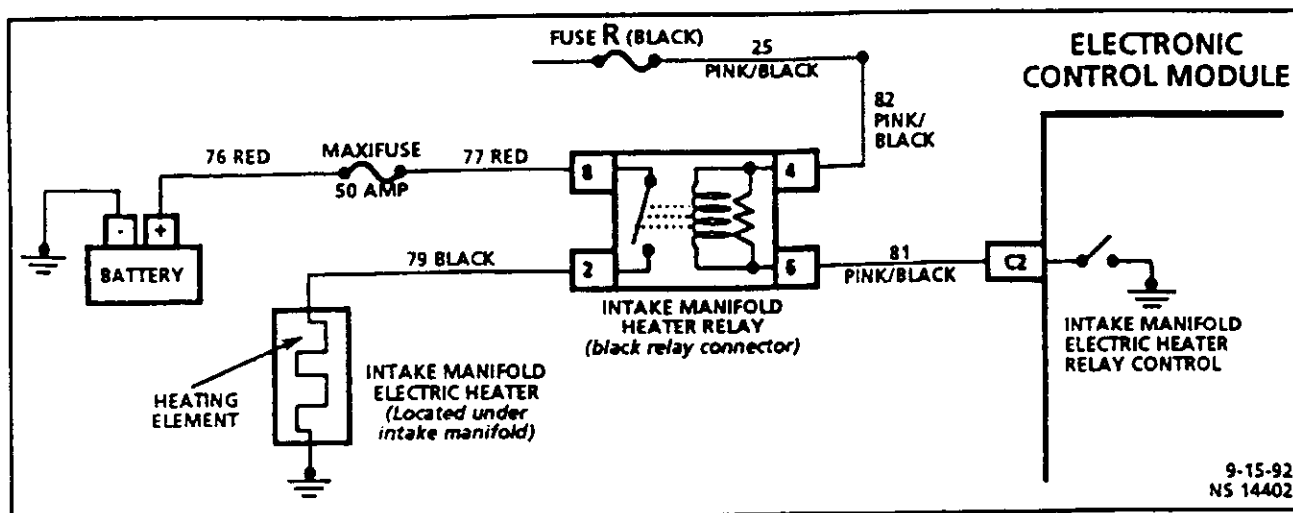 FUSE R (BLACK)
25
PINK/BLACK
ELECTRONIC
CONTROL MODULE
82
PINK/
BLACK
76 RED
MAXIFUSE
50 AMP
77 RED
8
4
- +
BATTERY
79 BLACK
2
6
81
PINK/BLACK
C2
INTAKE MANIFOLD
HEATER RELAY
(black relay connector)
INTAKE MANIFOLD
ELECTRIC HEATER
RELAY CONTROL
HEATING
ELEMENT
INTAKE MANIFOLD
ELECTRIC HEATER
(Located under
intake manifold)
9-15-92
NS 14402